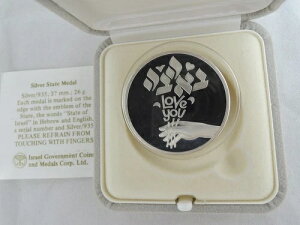 Silver State Medal
Silver/935, 37 mm.; 26 g.
Each medal is marked on the
edge with the emblem of the
State, the words "State of
Israel" in Hebrew and English,
a serial number and Silver/935.
PLEASE REFRAIN FROM
TOUCHING WITH FINGERS
Israel Government Coins
and Medals Corp. Ltd.
love
you